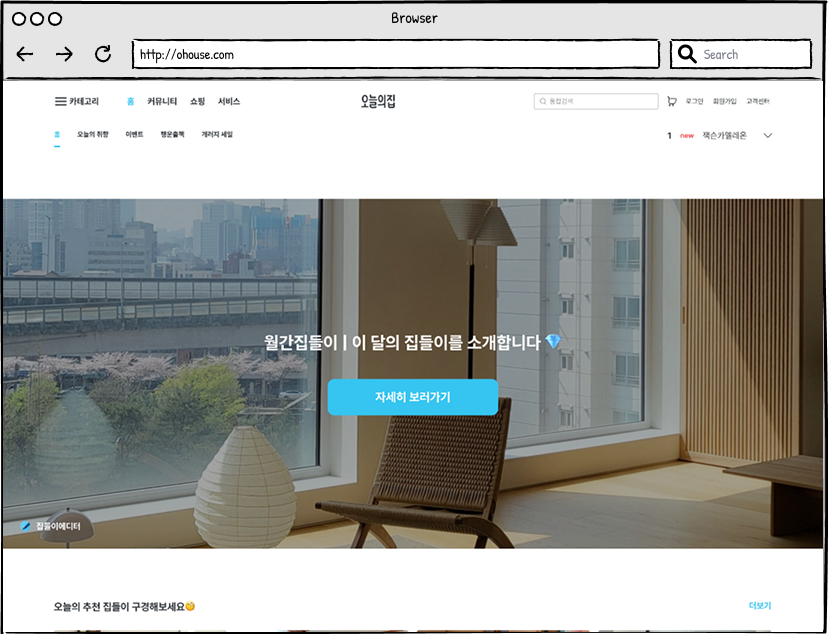 Browser
http://ohouse.com
Search
카테고리 홈 커뮤니티 쇼핑 서비스 오늘의집 통합검색 로그인 회원가입 고객센터
홈 오늘의 취향 이벤트 행운출첵 게러지 세일 1 new 잭슨카멜레온
월간집들이 | 이 달의 집들이를 소개합니다 💎
자세히 보러가기
집들이에디터
오늘의 추천 집들이 구경해보세요 더보기